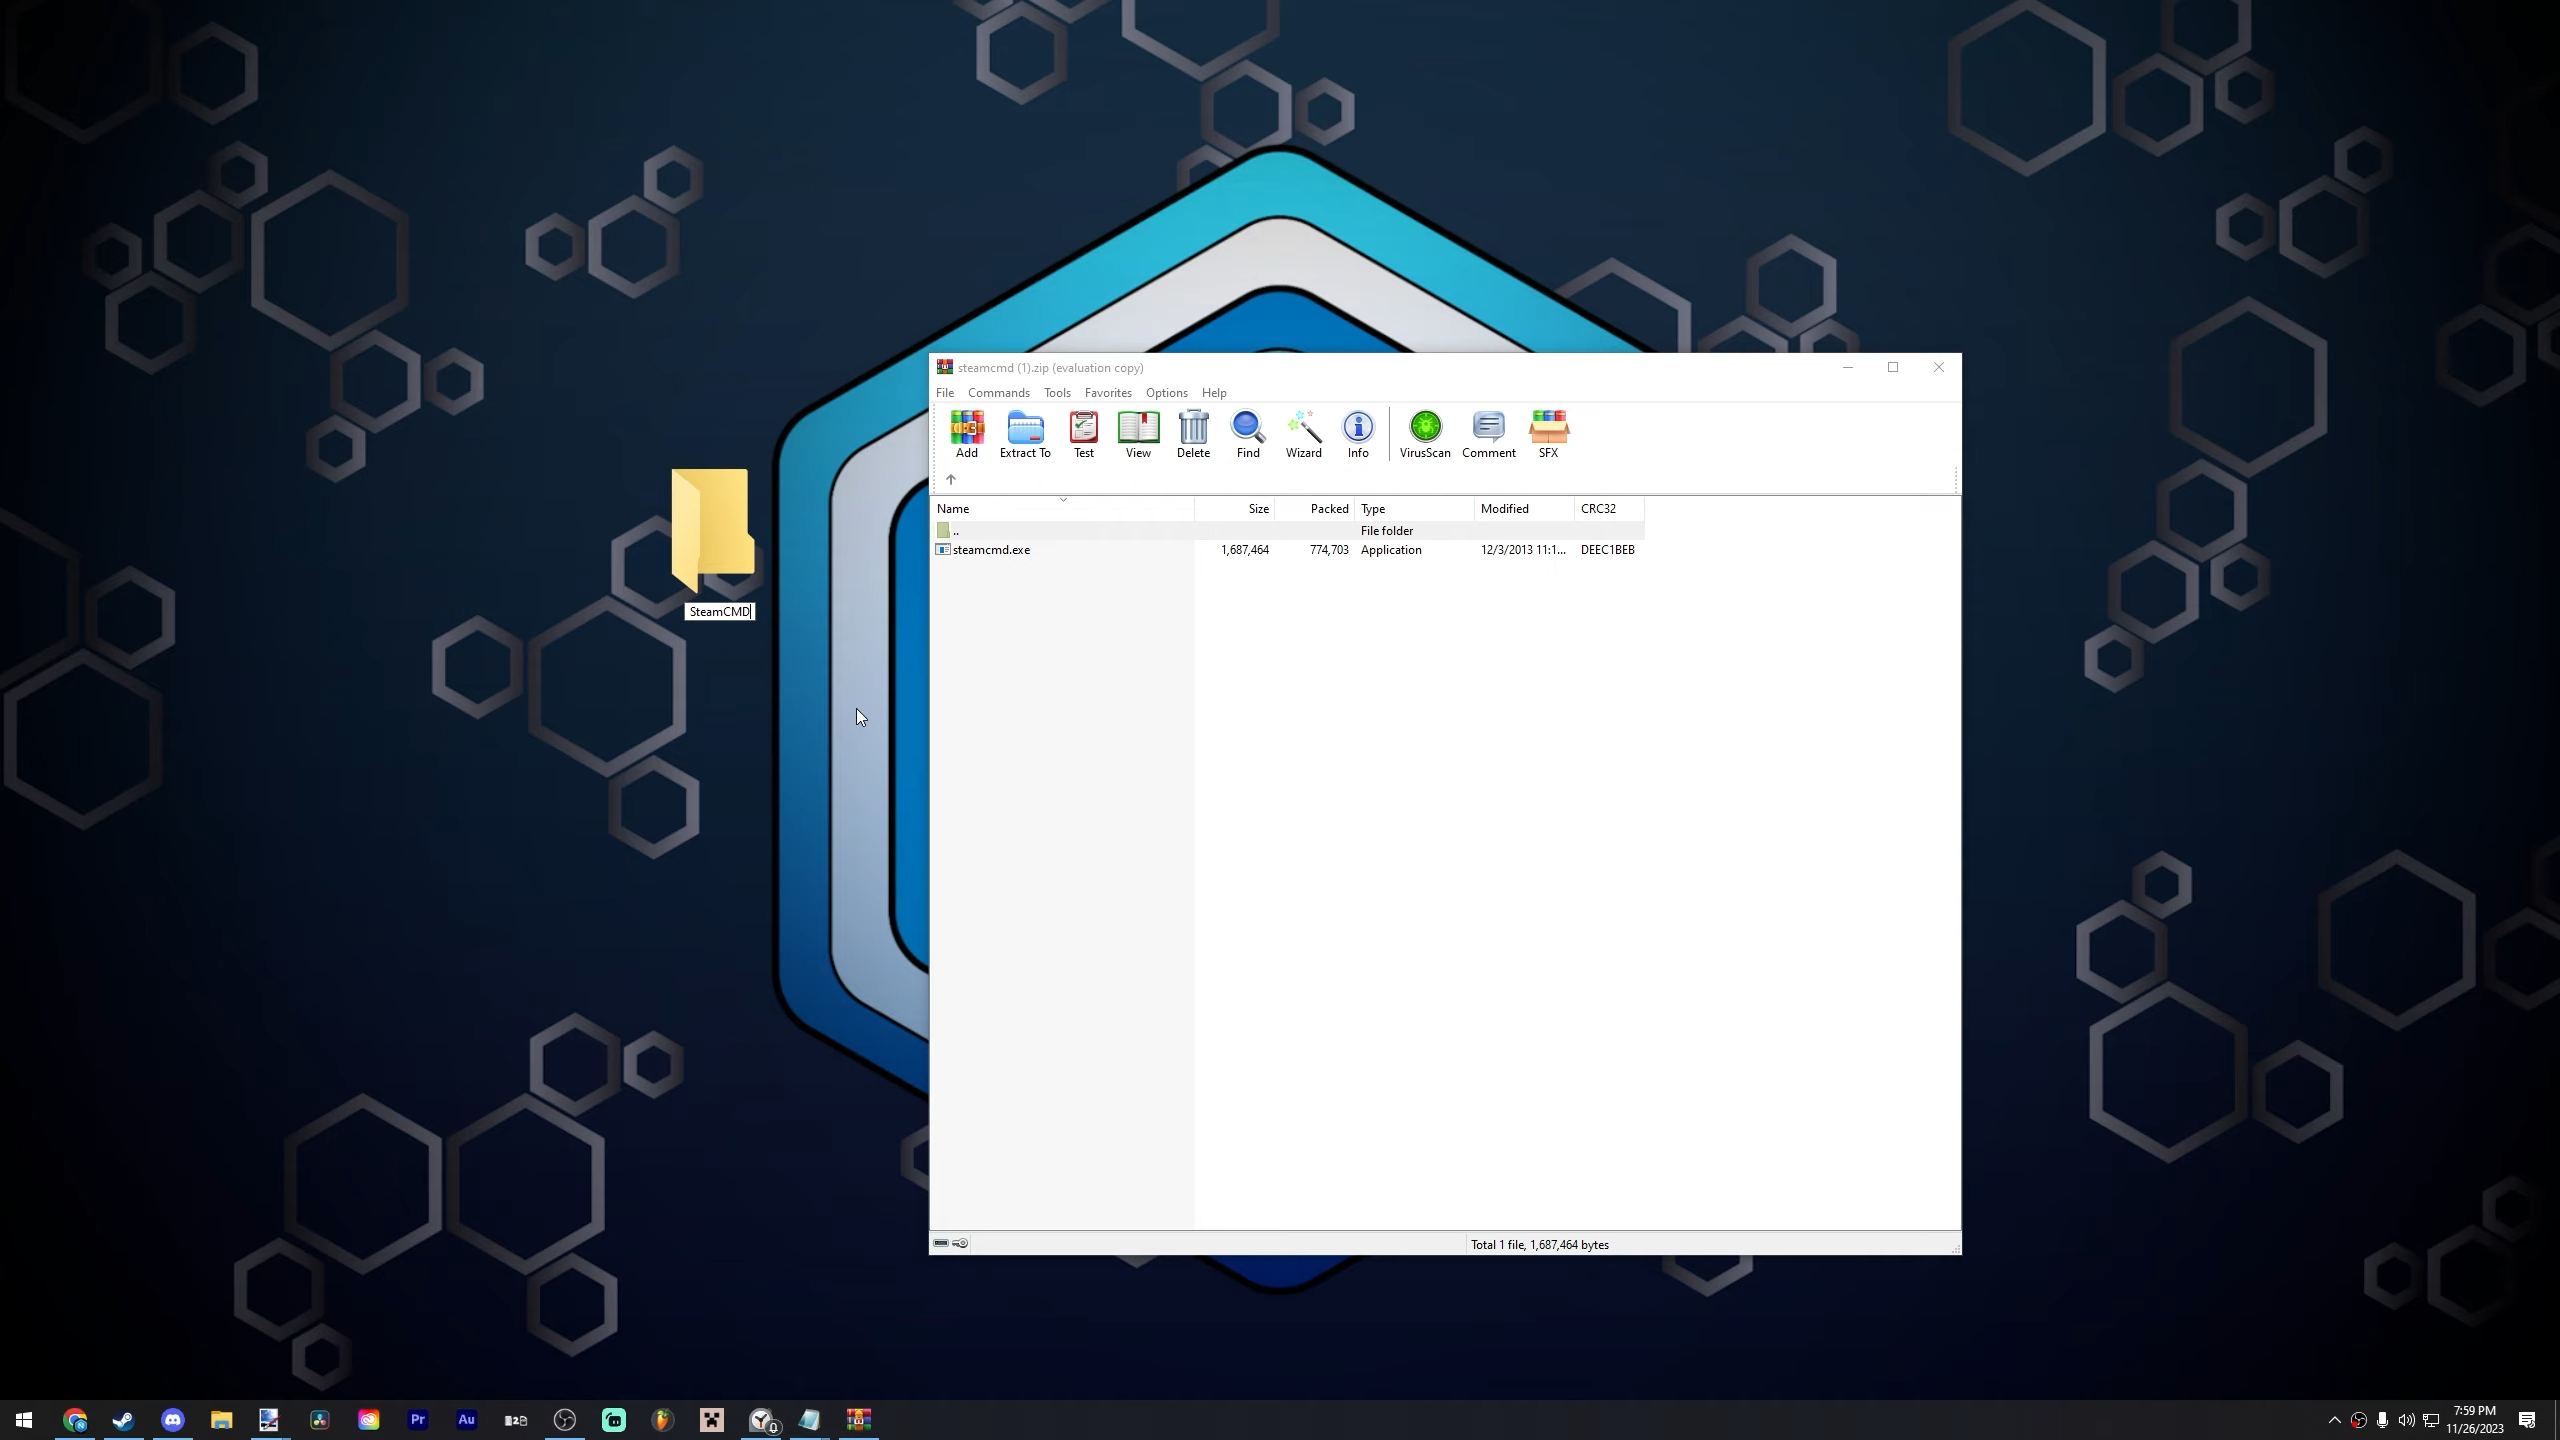 steamcmd (1).zip (evaluation copy)
File Commands Tools Favorites Options Help
Add Extract To Test View Delete Find Wizard Info VirusScan Comment SFX
Name Size Packed Type Modified CRC32
.. File folder
steamcmd.exe 1,687,464 774,703 Application 12/3/2013 11:1... DEEC1BEB
SteamCMD
Total 1 file, 1,687,464 bytes
Pr Au
7:59 PM
11/26/2023